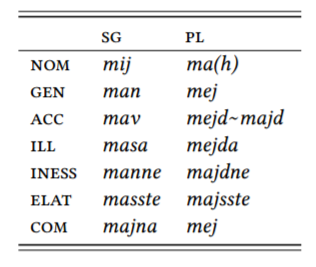 SG PL
NOM mij ma(h)
GEN man mej
ACC mav mejd~majd
ILL masa mejda
INESS manne majdne
ELAT masste majsste
COM majna mej